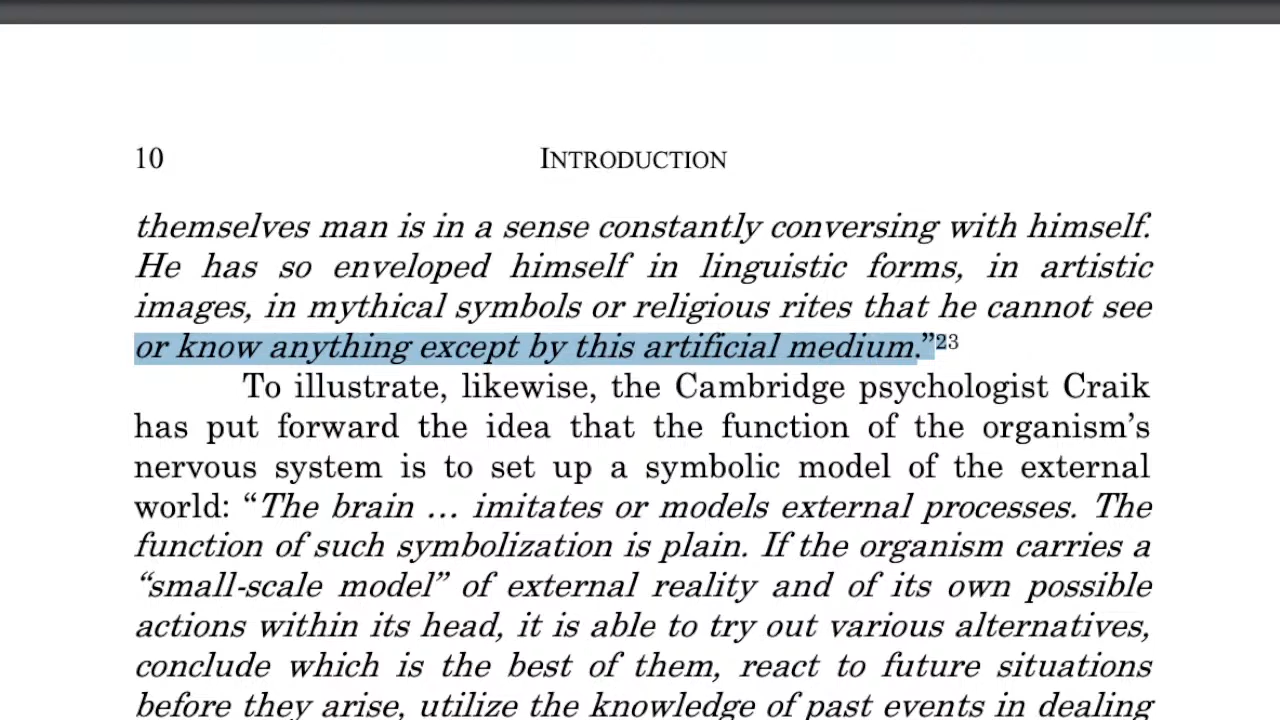 10 INTRODUCTION
themselves man is in a sense constantly conversing with himself.
He has so enveloped himself in linguistic forms, in artistic
images, in mythical symbols or religious rites that he cannot see
or know anything except by this artificial medium.”23
To illustrate, likewise, the Cambridge psychologist Craik
has put forward the idea that the function of the organism’s
nervous system is to set up a symbolic model of the external
world: “The brain … imitates or models external processes. The
function of such symbolization is plain. If the organism carries a
“small-scale model” of external reality and of its own possible
actions within its head, it is able to try out various alternatives,
conclude which is the best of them, react to future situations
before they arise, utilize the knowledge of past events in dealing